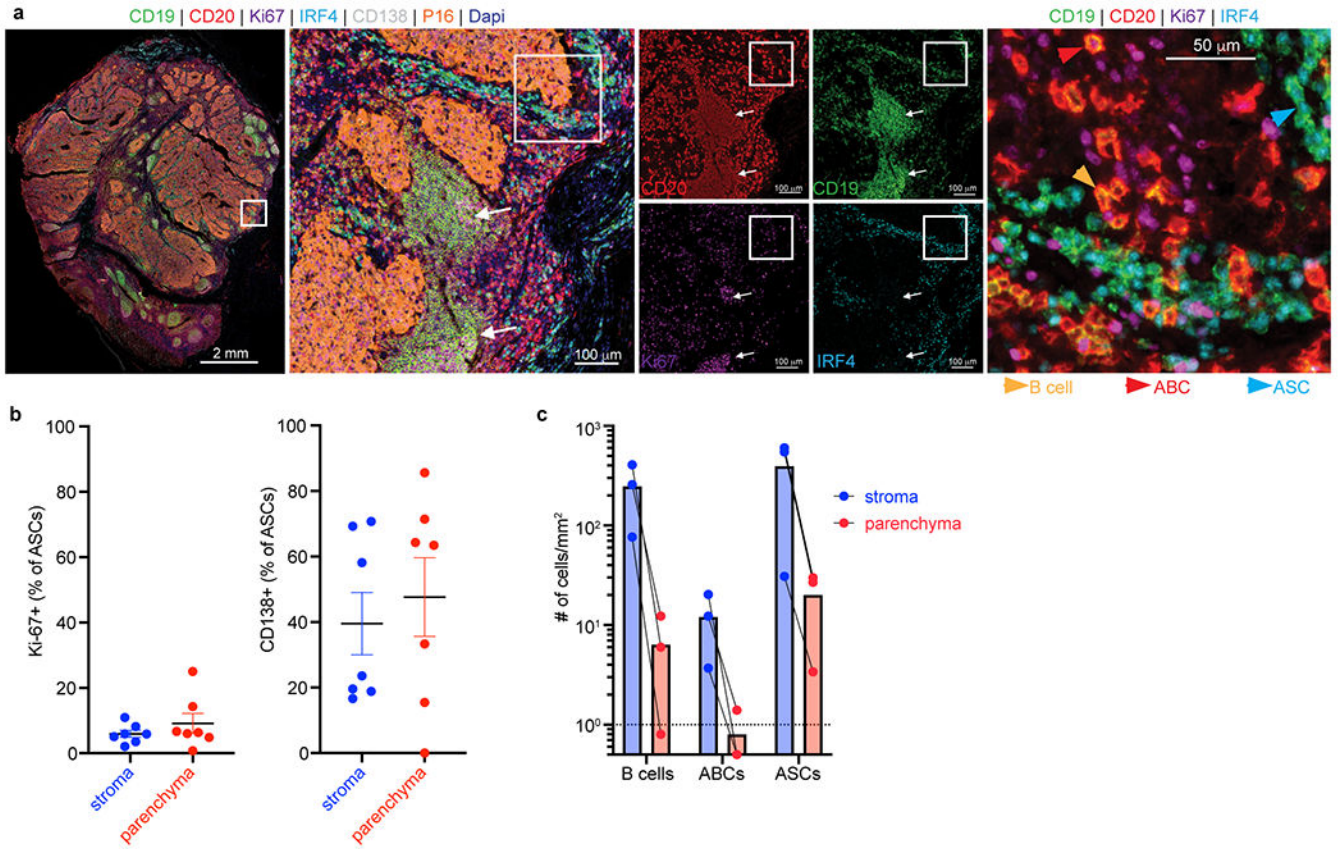 a
CD19 | CD20 | Ki67 | IRF4 | CD138 | P16 | Dapi
CD19 | CD20 | Ki67 | IRF4
2 mm
100 µm
CD20
100 µm
CD19
100 µm
Ki67
100 µm
IRF4
100 µm
50 µm
B cell
ABC
ASC
b
Ki-67+ (% of ASCs)
100
80
60
40
20
0
stroma
parenchyma
CD138+ (% of ASCs)
100
80
60
40
20
0
stroma
parenchyma
c
# of cells/mm²
10³
10²
10¹
10⁰
B cells
ABCs
ASCs
stroma
parenchyma